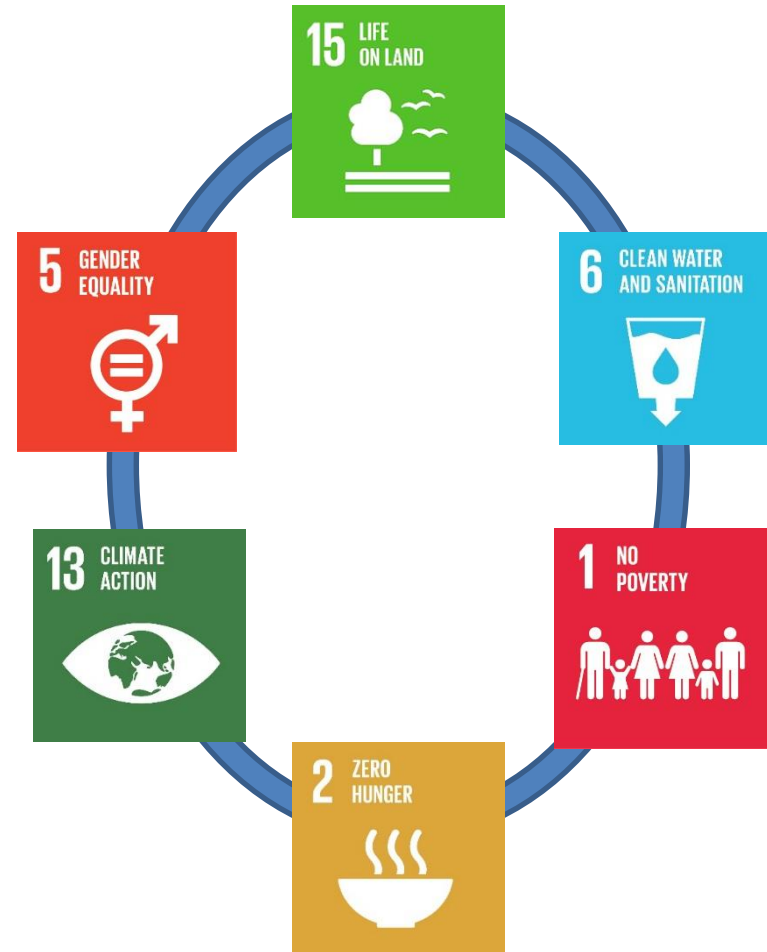 15 LIFE
ON LAND
5 GENDER
EQUALITY
6 CLEAN WATER
AND SANITATION
13 CLIMATE
ACTION
1 NO
POVERTY
2 ZERO
HUNGER